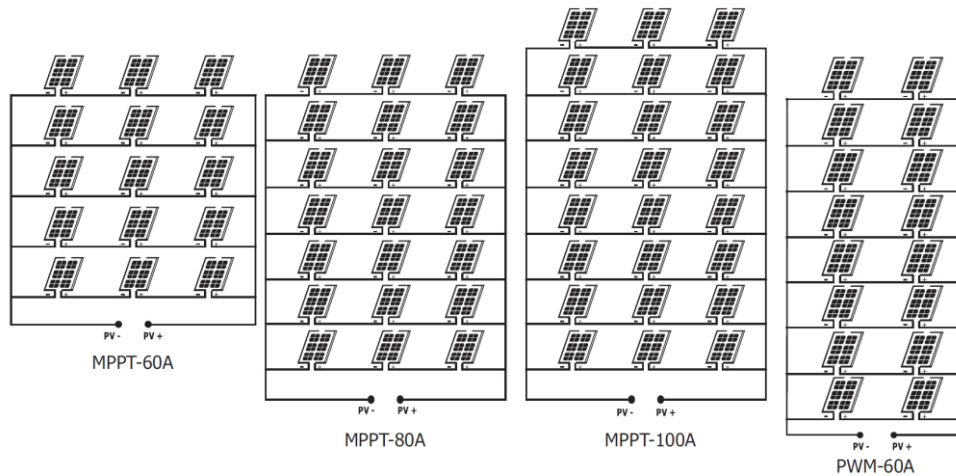 PV - PV +
MPPT-60A
PV - PV +
MPPT-80A
PV - PV +
MPPT-100A
PV - PV +
PWM-60A